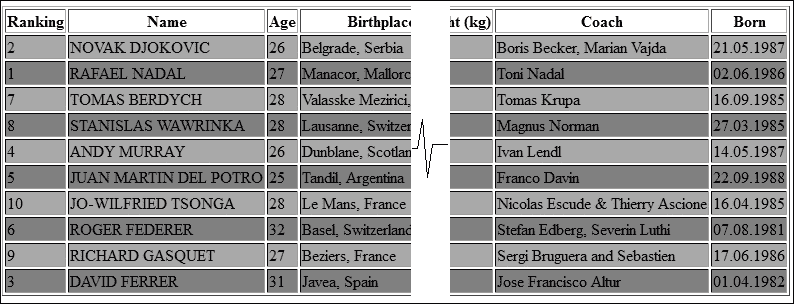 Ranking Name Age Birthplac ht (kg) Coach Born
2 NOVAK DJOKOVIC 26 Belgrade, Serbia Boris Becker, Marian Vajda 21.05.1987
1 RAFAEL NADAL 27 Manacor, Mallorc Toni Nadal 02.06.1986
7 TOMAS BERDYCH 28 Valasske Mezirici, Tomas Krupa 16.09.1985
8 STANISLAS WAWRINKA 28 Lausanne, Switzer Magnus Norman 27.03.1985
4 ANDY MURRAY 26 Dunblane, Scotlan Ivan Lendl 14.05.1987
5 JUAN MARTIN DEL POTRO 25 Tandil, Argentina Franco Davin 22.09.1988
10 JO-WILFRIED TSONGA 28 Le Mans, France Nicolas Escude & Thierry Ascione 16.04.1985
6 ROGER FEDERER 32 Basel, Switzerland Stefan Edberg, Severin Luthi 07.08.1981
9 RICHARD GASQUET 27 Beziers, France Sergi Bruguera and Sebastien 17.06.1986
3 DAVID FERRER 31 Javea, Spain Jose Francisco Altur 01.04.1982